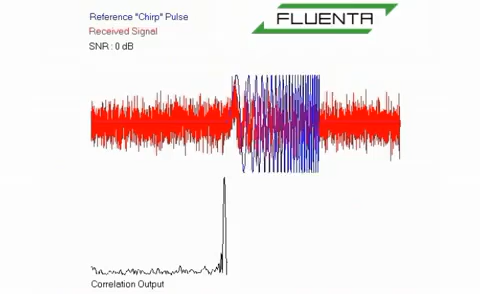 Reference "Chirp" Pulse
Received Signal
SNR : 0 dB
FLUENTA
Correlation Output